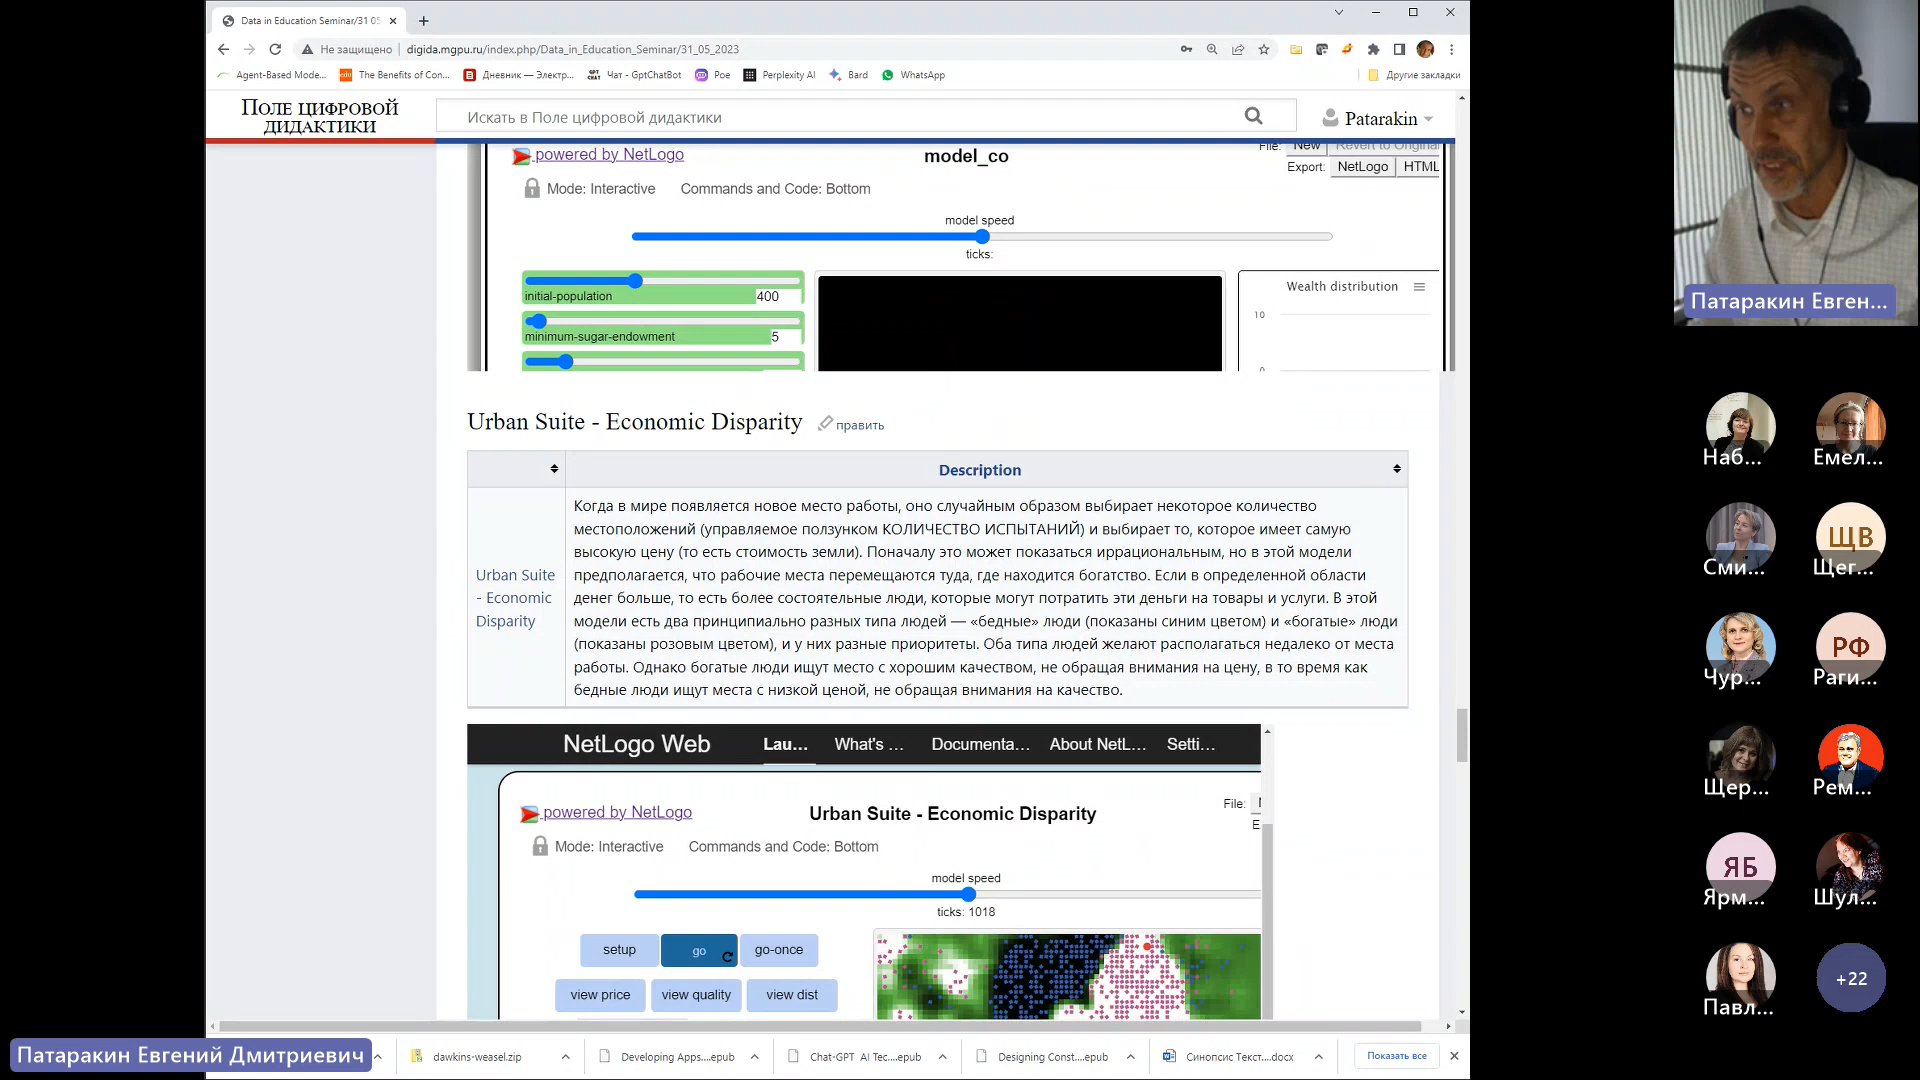 Data in Education Seminar/31 05
Не защищено
digida.mgpu.ru/index.php/Data_in_Education_Seminar/31_05_2023
Agent-Based Mode...
The Benefits of Con...
Дневник — Электр...
Чат - GptChatBot
Poe
Perplexity AI
Bard
WhatsApp
Другие закладки
Поле цифровой
дидактики
Искать в Поле цифровой дидактики
Patarakin
powered by NetLogo
model_co
File:
New
Revert to Original
Export:
NetLogo
HTML
Mode: Interactive
Commands and Code: Bottom
model speed
ticks:
initial-population
400
minimum-sugar-endowment
5
Wealth distribution
10
0
Urban Suite - Economic Disparity
править
Description
Urban Suite
- Economic
Disparity
Когда в мире появляется новое место работы, оно случайным образом выбирает некоторое количество
местоположений (управляемое ползунком КОЛИЧЕСТВО ИСПЫТАНИЙ) и выбирает то, которое имеет самую
высокую цену (то есть стоимость земли). Поначалу это может показаться иррациональным, но в этой модели
предполагается, что рабочие места перемещаются туда, где находится богатство. Если в определенной области
денег больше, то есть более состоятельные люди, которые могут потратить эти деньги на товары и услуги. В этой
модели есть два принципиально разных типа людей — «бедные» люди (показаны синим цветом) и «богатые» люди
(показаны розовым цветом), и у них разные приоритеты. Оба типа людей желают располагаться недалеко от места
работы. Однако богатые люди ищут место с хорошим качеством, не обращая внимания на цену, в то время как
бедные люди ищут места с низкой ценой, не обращая внимания на качество.
NetLogo Web
Lau...
What's ...
Documenta...
About NetL...
Setti...
powered by NetLogo
Urban Suite - Economic Disparity
File:
Mode: Interactive
Commands and Code: Bottom
model speed
ticks: 1018
setup
go
go-once
view price
view quality
view dist
dawkins-weasel.zip
Developing Apps....epub
Chat-GPT AI Tec....epub
Designing Const....epub
Синопсис Текст....docx
Показать все
Патаракин Евгений Дмитриевич
Патаракин Евген...
Наб...
Емел...
Сми...
ЩВ
Щег...
Чур...
РФ
Раги...
Щер...
Рем...
ЯБ
Ярм...
Шул...
Павл...
+22